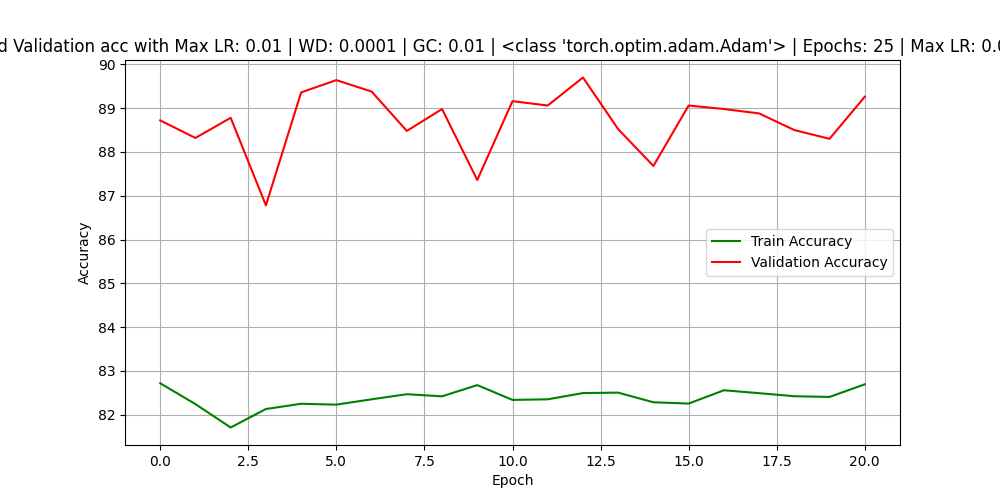 d Validation acc with Max LR: 0.01 | WD: 0.0001 | GC: 0.01 | <class 'torch.optim.adam.Adam'> | Epochs: 25 | Max LR: 0.0
90
89
88
87
86
85
84
83
82
Accuracy
Train Accuracy
Validation Accuracy
0.0 2.5 5.0 7.5 10.0 12.5 15.0 17.5 20.0
Epoch